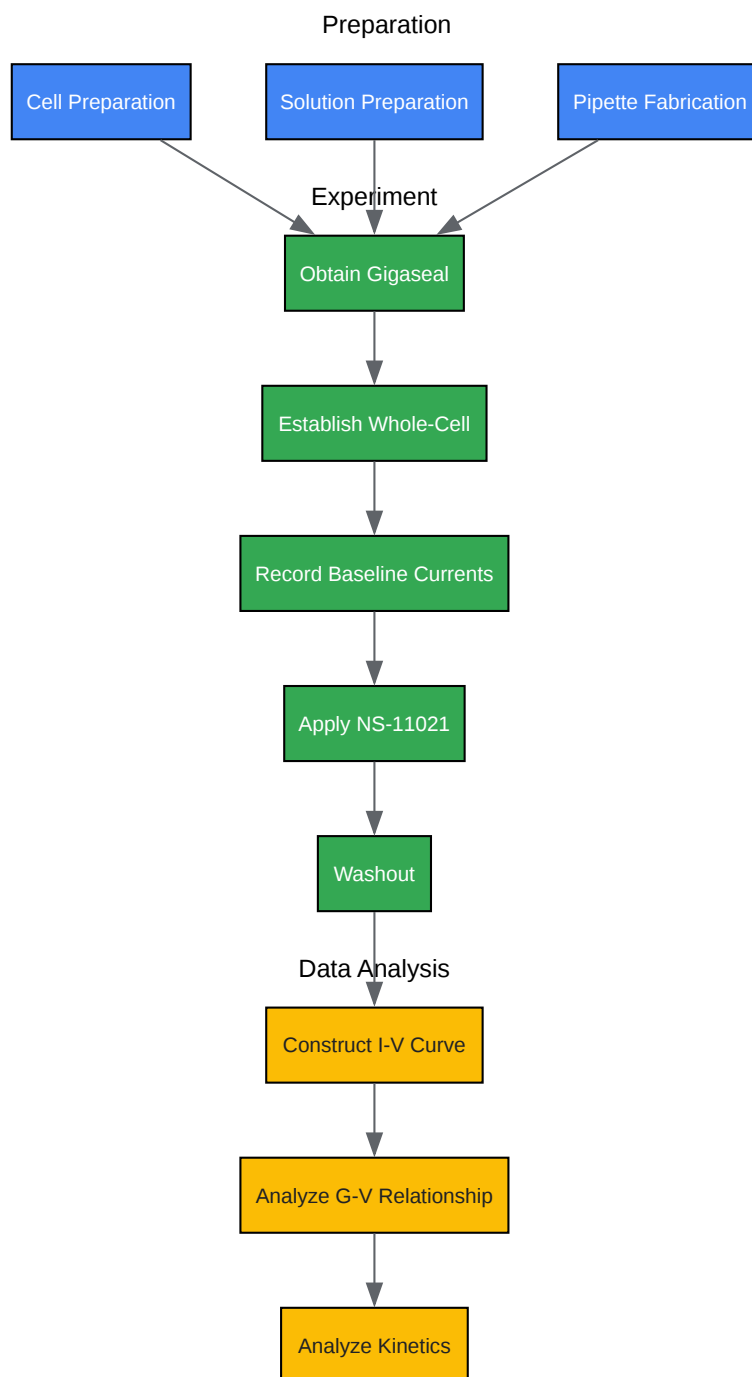 Preparation
Cell Preparation
Solution Preparation
Pipette Fabrication
Experiment
Obtain Gigaseal
Establish Whole-Cell
Record Baseline Currents
Apply NS-11021
Washout
Data Analysis
Construct I-V Curve
Analyze G-V Relationship
Analyze Kinetics